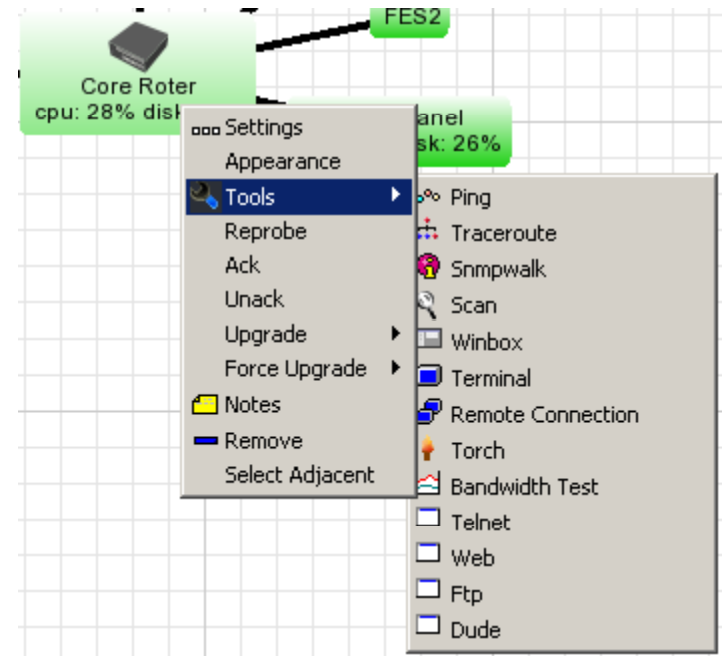 FES2
Core Roter
cpu: 28% disk
anel
sk: 26%
Settings
Appearance
Tools
Reprobe
Ack
Unack
Upgrade
Force Upgrade
Notes
Remove
Select Adjacent
Ping
Traceroute
Snmpwalk
Scan
Winbox
Terminal
Remote Connection
Torch
Bandwidth Test
Telnet
Web
Ftp
Dude